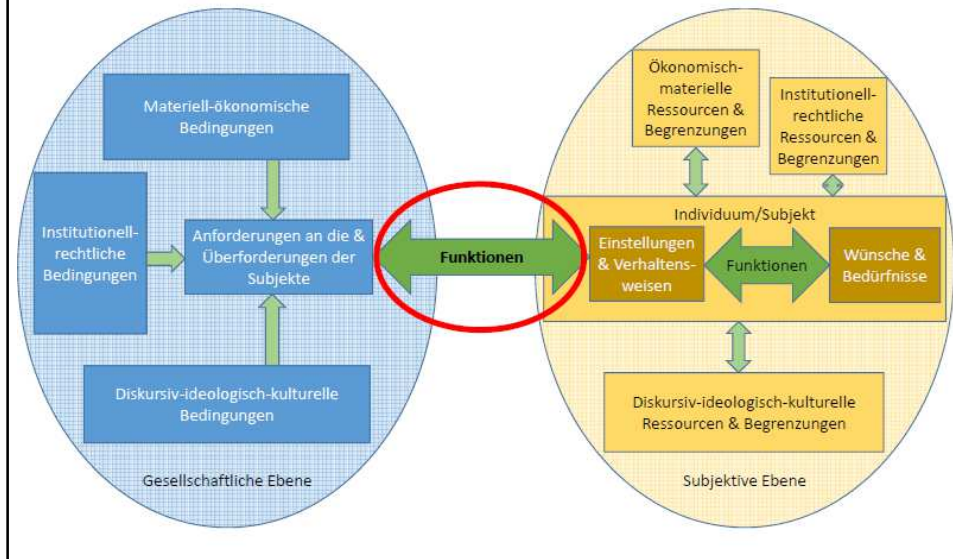 Materiell-ökonomische
Bedingungen
Institutionell-
rechtliche
Bedingungen
Anforderungen an die &
Überforderungen der
Subjekte
Diskursiv-ideologisch-kulturelle
Bedingungen
Gesellschaftliche Ebene
Funktionen
Ökonomisch-
materielle
Ressourcen &
Begrenzungen
Institutionell-
rechtliche
Ressourcen &
Begrenzungen
Individuum/Subjekt
Einstellungen
& Verhaltens-
weisen
Funktionen
Wünsche &
Bedürfnisse
Diskursiv-ideologisch-kulturelle
Ressourcen & Begrenzungen
Subjektive Ebene